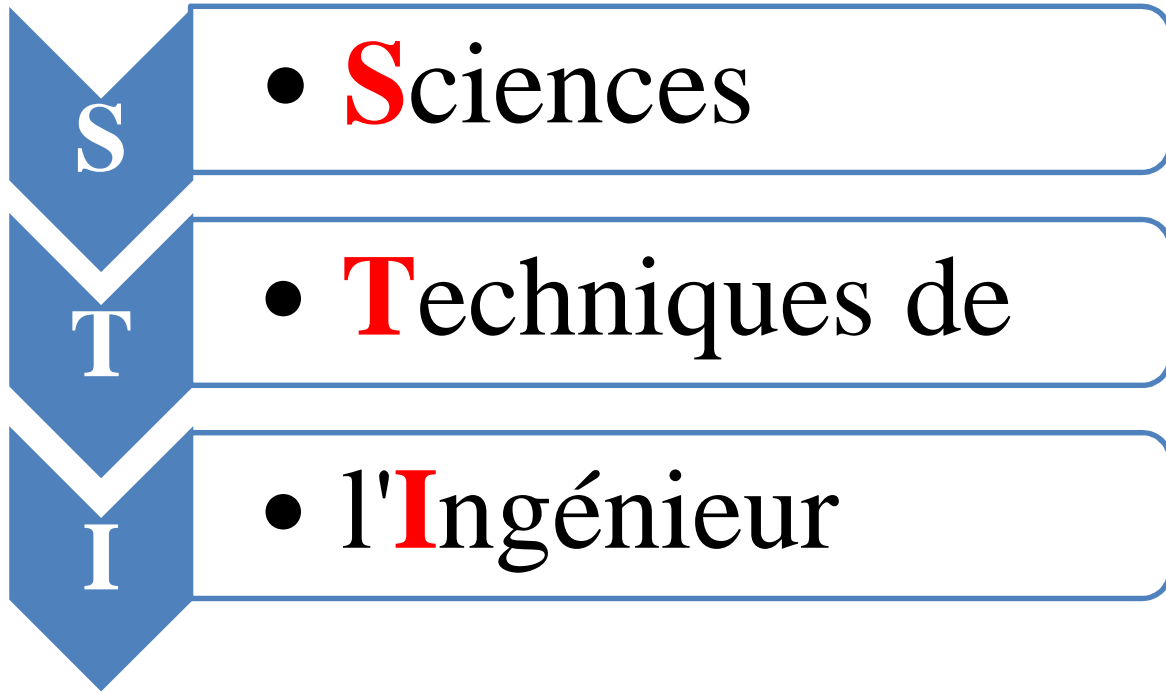 S
• Sciences
T
• Techniques de
I
• l'Ingénieur